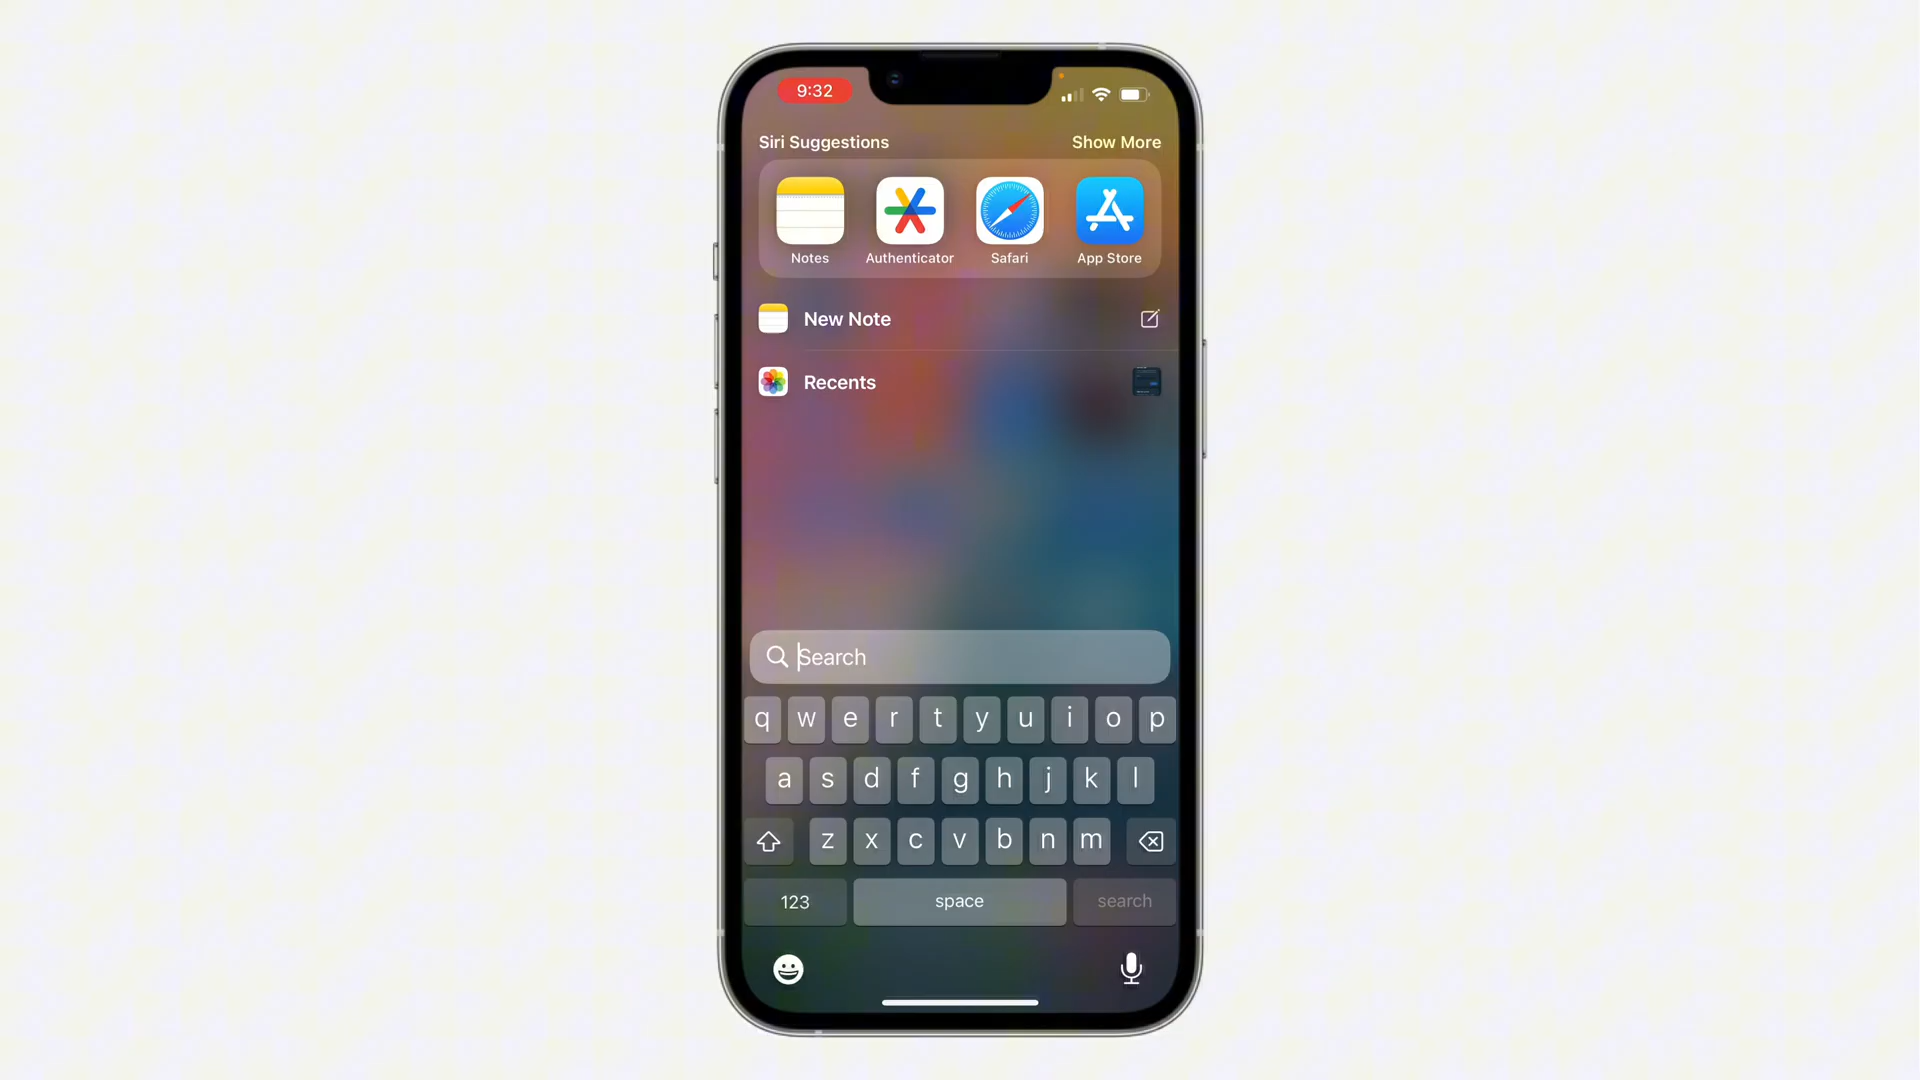 9:32
Siri Suggestions Show More
Notes Authenticator Safari App Store
New Note
Recents
Search
q w e r t y u i o p
a s d f g h j k l
z x c v b n m
123 space search